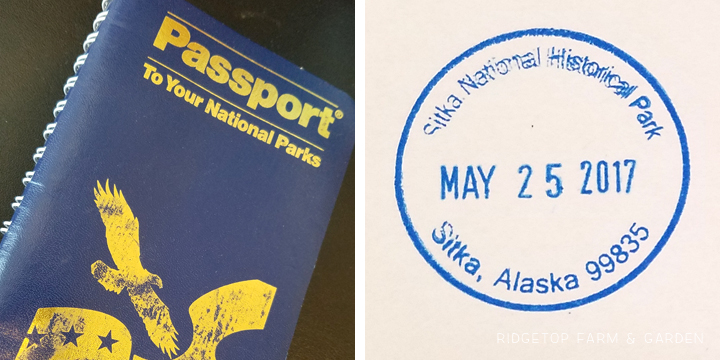 Passport®
To Your National Parks
Sitka National Historical Park
MAY 25 2017
Sitka, Alaska 99835
RIDGETOP FARM & GARDEN